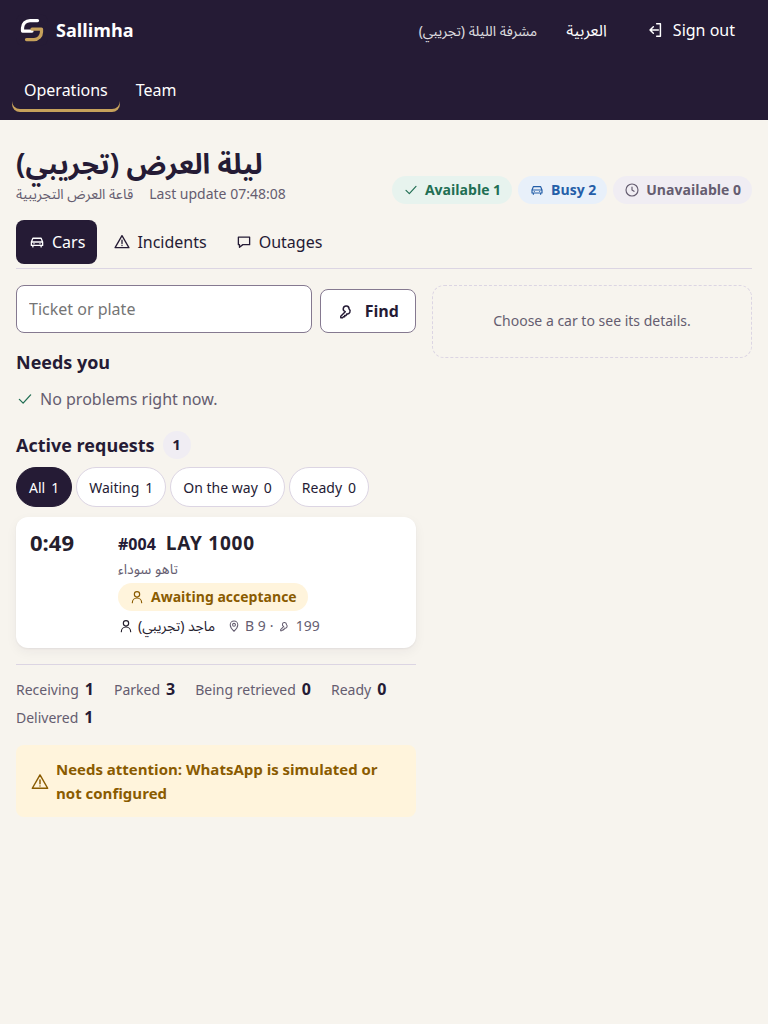 Sallimha
مشرفة الليلة (تجريبي)
العربية
Sign out
Operations
Team
ليلة العرض (تجريبي)
قاعة العرض التجريبية Last update 07:48:08
Available 1
Busy 2
Unavailable 0
Cars
Incidents
Outages
Ticket or plate
Find
Choose a car to see its details.
Needs you
No problems right now.
Active requests 1
All 1
Waiting 1
On the way 0
Ready 0
0:49
#004 LAY 1000
تاهو سوداء
Awaiting acceptance
ماجد (تجريبي) B 9 · 199
Receiving 1 Parked 3 Being retrieved 0 Ready 0
Delivered 1
Needs attention: WhatsApp is simulated or
not configured